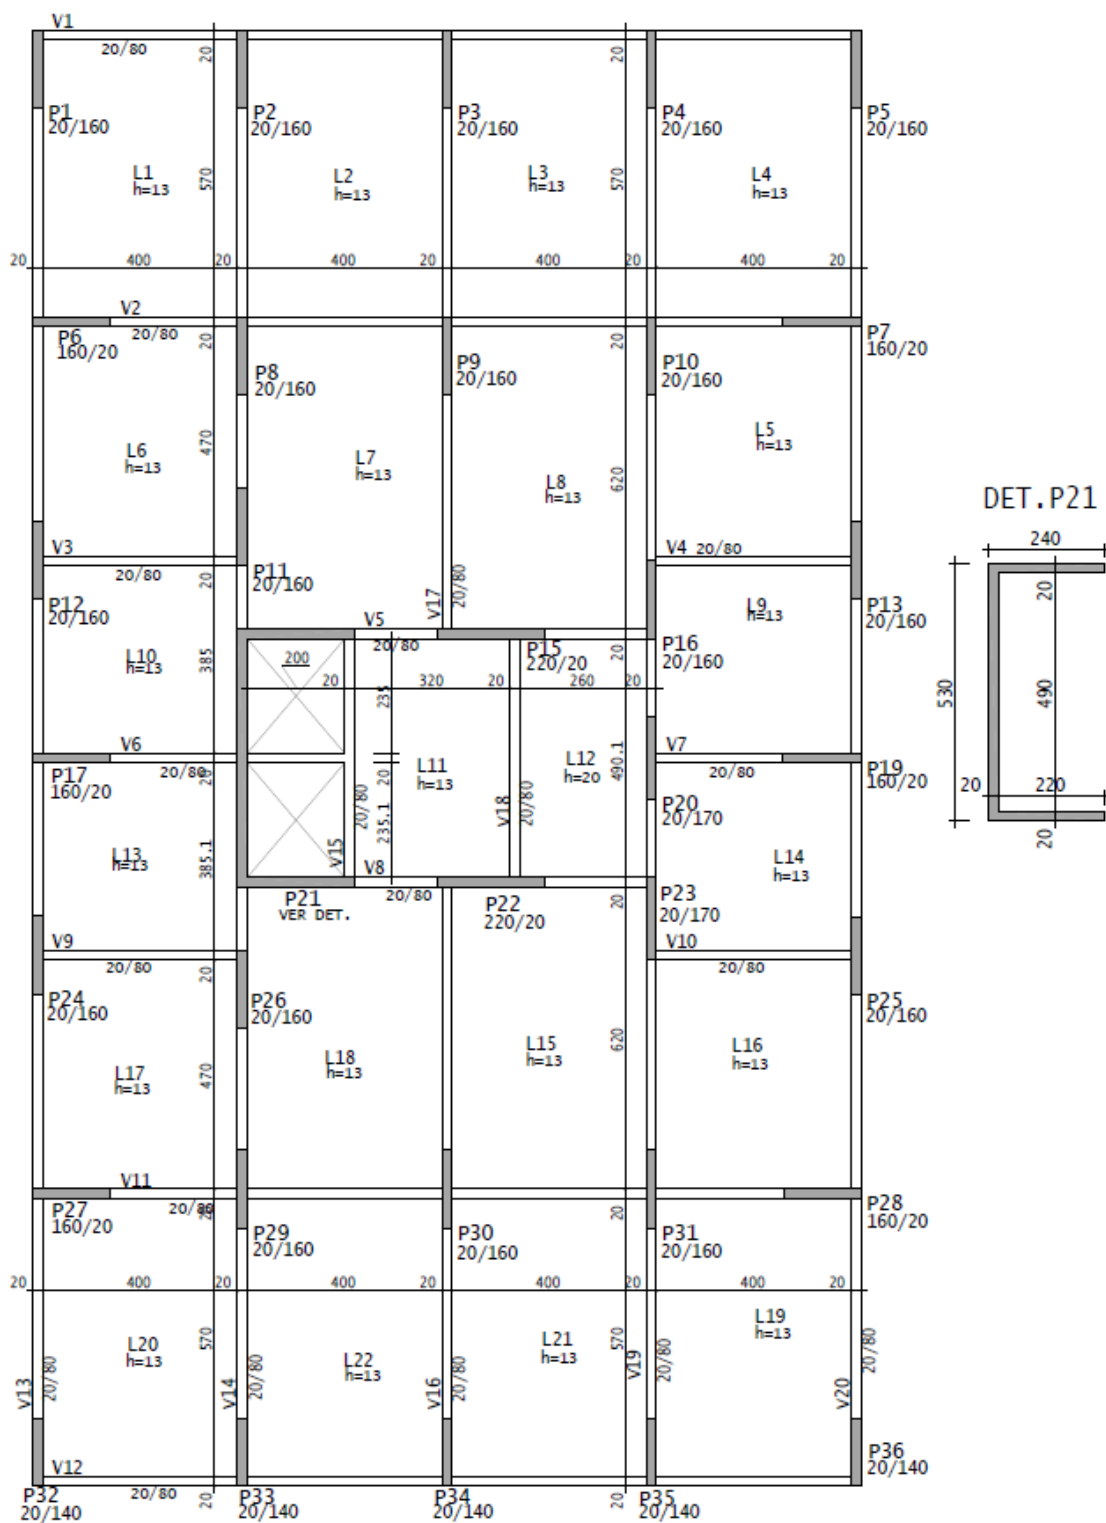 V1
20/80
20
20
P1
20/160
P2
20/160
P3
20/160
P4
20/160
P5
20/160
L1
h=13
570
L2
h=13
L3
h=13
570
L4
h=13
20
400
20
400
20
400
20
400
20
V2
20/80
P6
160/20
20
P8
20/160
P9
20/160
20
P10
20/160
P7
160/20
L6
h=13
470
L7
h=13
L8
h=13
620
L5
h=13
DET.P21
240
V3
20/80
20
V4 20/80
P12
20/160
P11
20/160
V17
20/80
L9
h=13
P13
20/160
20
V5
20/80
L10
h=13
385
200
P15
220/20
20
P16
20/160
20
320
20
260
20
235
530
490
V6
20/80
V7
20/80
P17
160/20
20
20
L11
h=13
L12
h=20
490.1
P19
160/20
20
220
20
L13
h=13
385.1
V15
20/80
235.1
V18
20/80
P20
20/170
L14
h=13
V8
20/80
P21
VER DET.
P22
220/20
20
P23
20/170
V9
20/80
20
V10
20/80
P24
20/160
P26
20/160
P25
20/160
L17
h=13
470
L18
h=13
L15
h=13
620
L16
h=13
V11
20/80
P27
160/20
20
P29
20/160
P30
20/160
20
P31
20/160
P28
160/20
20
400
20
400
20
400
20
400
20
L20
h=13
570
L22
h=13
L21
h=13
570
L19
h=13
V13
20/80
V14
20/80
V16
20/80
V19
20/80
V20
20/80
V12
20/80
P32
20/140
20
P33
20/140
P34
20/140
20
P35
20/140
P36
20/140